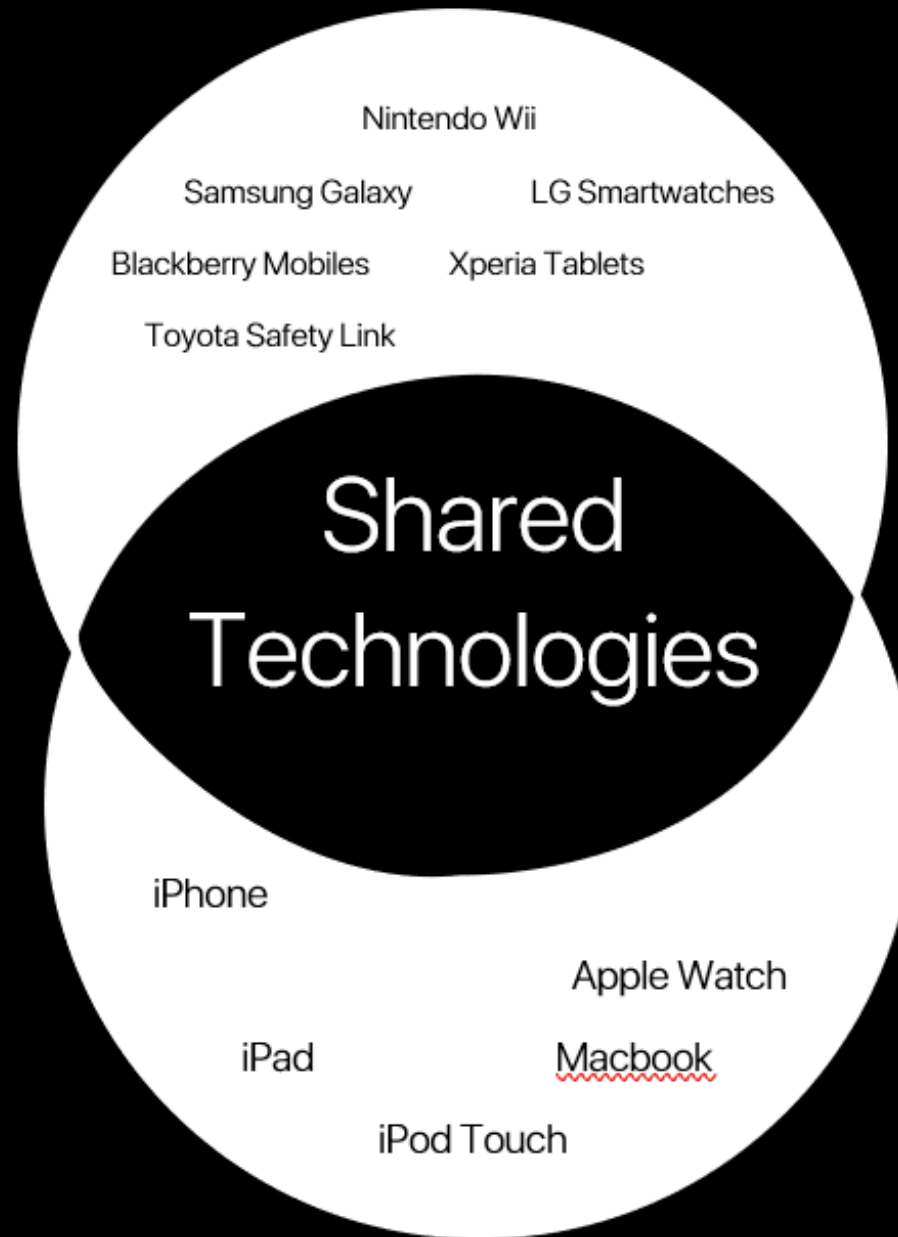 Nintendo Wii
Samsung Galaxy LG Smartwatches
Blackberry Mobiles Xperia Tablets
Toyota Safety Link
Shared
Technologies
iPhone
Apple Watch
iPad Macbook
iPod Touch